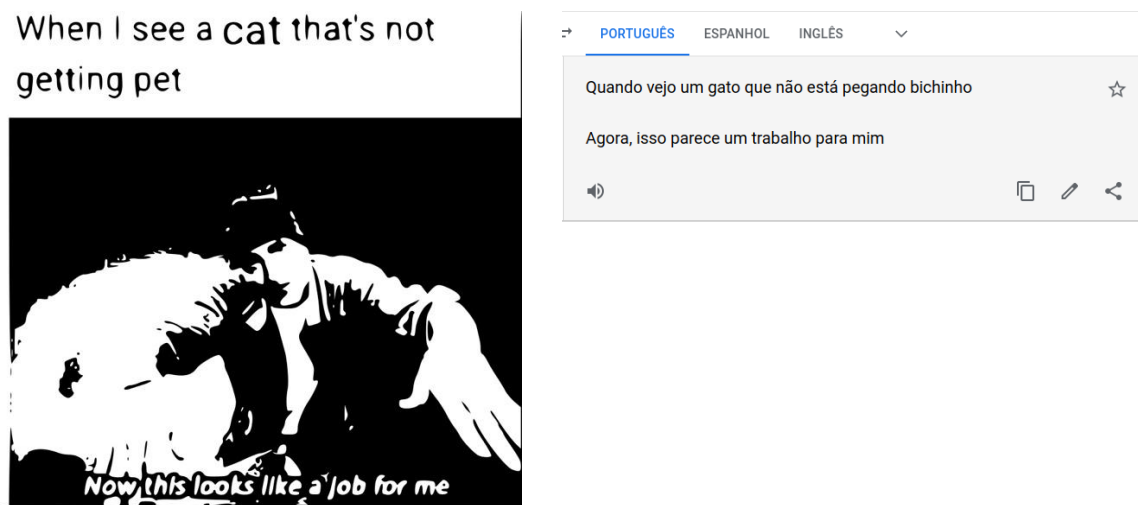 When I see a cat that's not
getting pet
Now this looks like a job for me
PORTUGUÊS ESPANHOL INGLÊS
Quando vejo um gato que não está pegando bichinho
Agora, isso parece um trabalho para mim